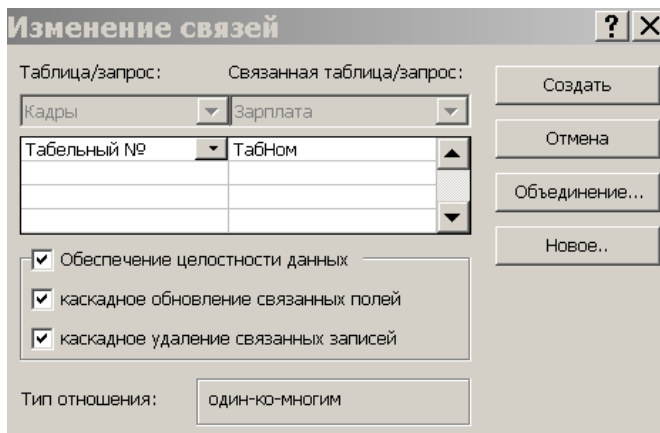 Изменение связей
Таблица/запрос: Связанная таблица/запрос:
Кадры Зарплата
Табельный № ТабНом
Обеспечение целостности данных
каскадное обновление связанных полей
каскадное удаление связанных записей
Тип отношения: один-ко-многим
Создать
Отмена
Объединение...
Новое..